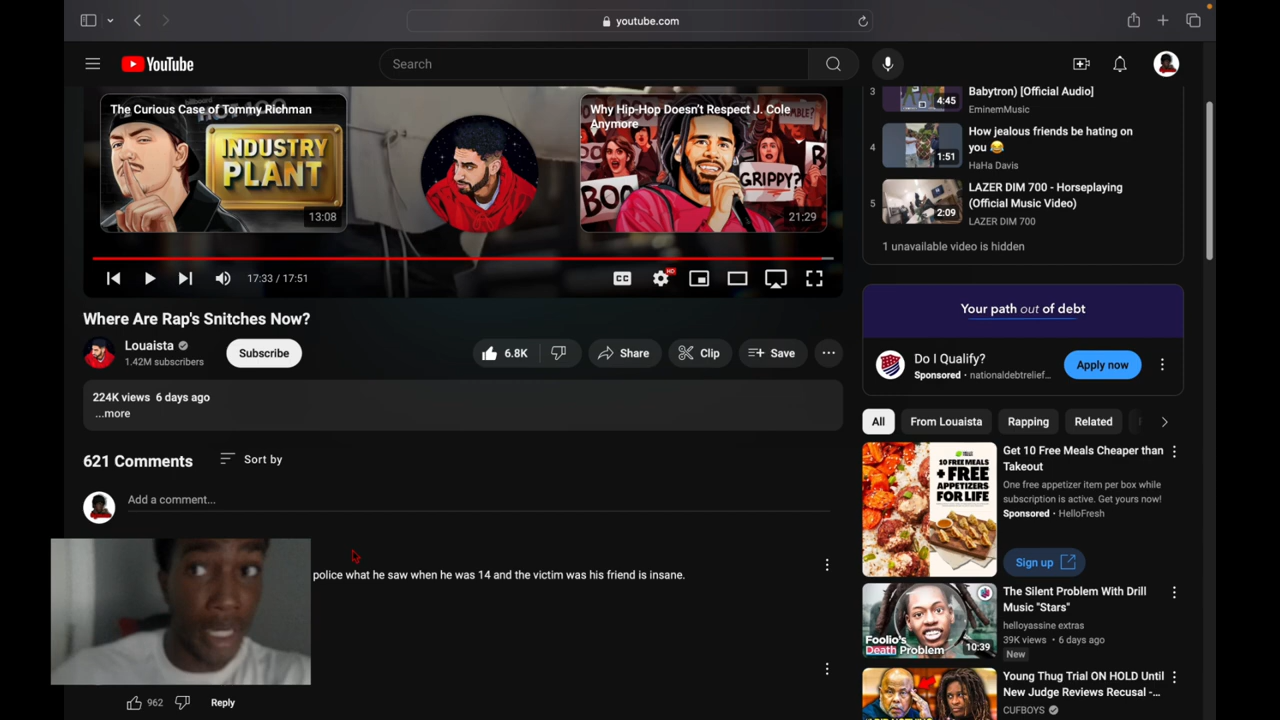 youtube.com
YouTube
Search
The Curious Case of Tommy Richman
INDUSTRY
PLANT
13:08
Why Hip-Hop Doesn't Respect J. Cole
Anymore
BOO
GRIPPY?
21:29
17:33 / 17:51
CC
HD
Where Are Rap's Snitches Now?
Louaista
1.42M subscribers
Subscribe
6.8K
Share
Clip
Save
224K views 6 days ago
...more
621 Comments
Sort by
Add a comment...
police what he saw when he was 14 and the victim was his friend is insane.
962
Reply
3
Babytron) [Official Audio]
EminemMusic
4:45
4
How jealous friends be hating on
you 😂
HaHa Davis
1:51
5
LAZER DIM 700 - Horseplaying
(Official Music Video)
LAZER DIM 700
2:09
1 unavailable video is hidden
Your path out of debt
Do I Qualify?
Sponsored • nationaldebtrelief...
Apply now
All
From Louaista
Rapping
Related
10 FREE MEALS
+ FREE
APPETIZERS
FOR LIFE
Get 10 Free Meals Cheaper than
Takeout
One free appetizer item per box while
subscription is active. Get yours now!
Sponsored • HelloFresh
Sign up
Foolio's
Death Problem
10:39
The Silent Problem With Drill
Music "Stars"
helloyassine extras
39K views • 6 days ago
New
Young Thug Trial ON HOLD Until
New Judge Reviews Recusal -...
CUFBOYS